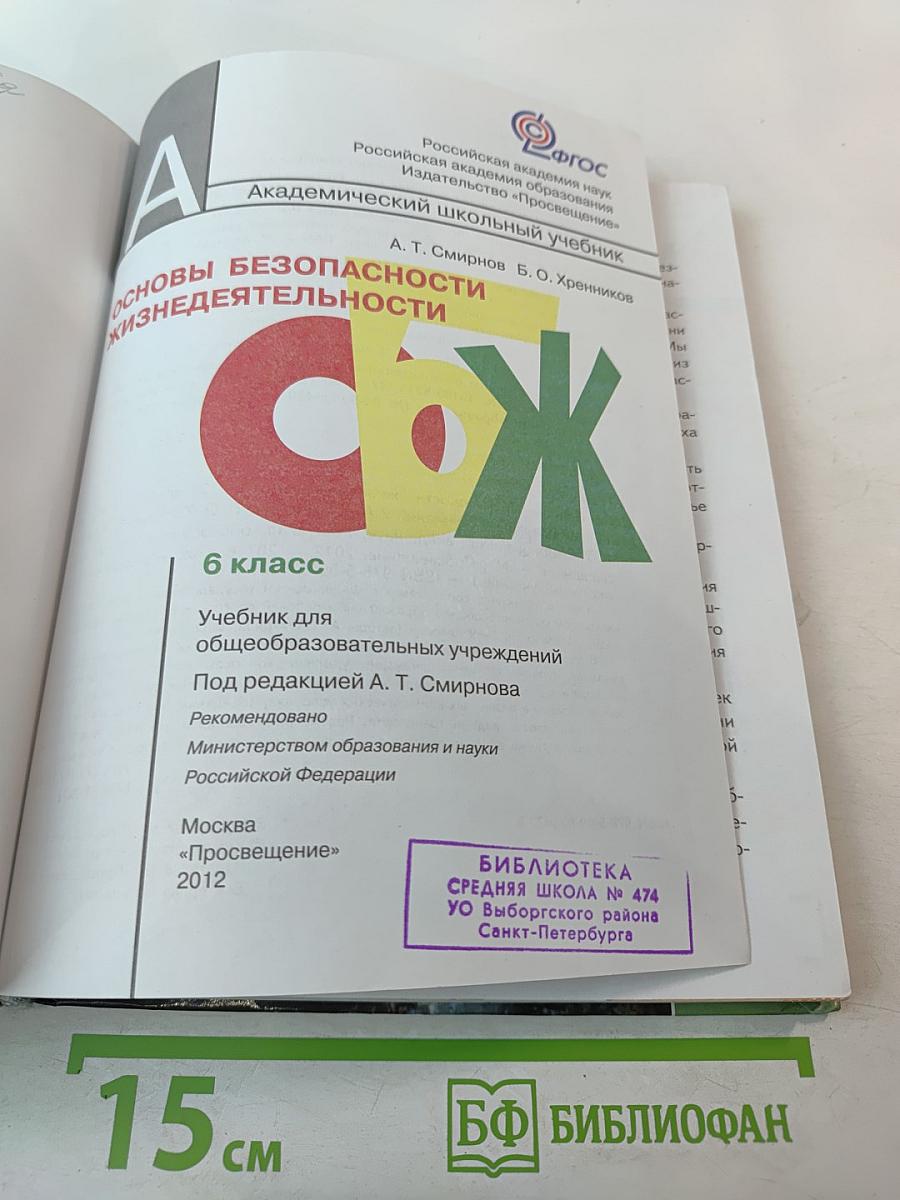 ФГОС
Российская академия наук
Российская академия образования
Издательство «Просвещение»
А
Академический школьный учебник
А. Т. Смирнов Б. О. Хренников
ОСНОВЫ БЕЗОПАСНОСТИ
ЖИЗНЕДЕЯТЕЛЬНОСТИ
ОБЖ
6 класс
Учебник для
общеобразовательных учреждений
Под редакцией А. Т. Смирнова
Рекомендовано
Министерством образования и науки
Российской Федерации
Москва
«Просвещение»
2012
БИБЛИОТЕКА
СРЕДНЯЯ ШКОЛА № 474
УО Выборгского района
Санкт-Петербурга
15 см
БФ БИБЛИОФАН